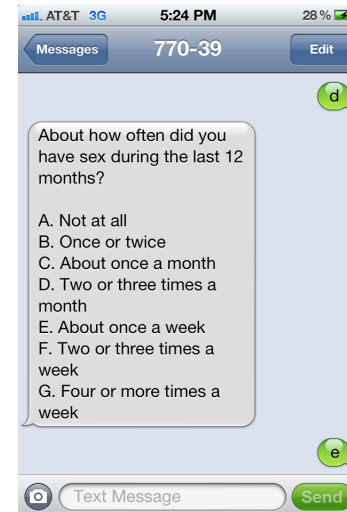 AT&T 3G 5:24 PM 28%
Messages 770-39 Edit
d
About how often did you
have sex during the last 12
months?
A. Not at all
B. Once or twice
C. About once a month
D. Two or three times a
month
E. About once a week
F. Two or three times a
week
G. Four or more times a
week
e
Text Message Send